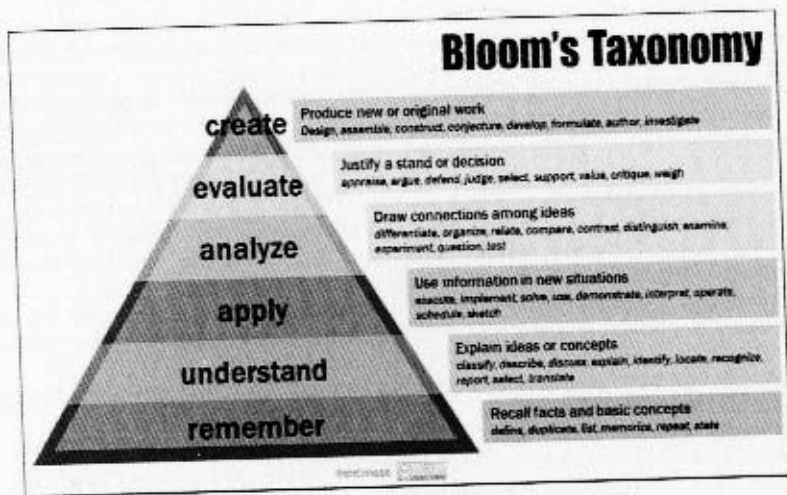 Bloom's Taxonomy
create
Produce new or original work
Design, assemble, construct, conjecture, develop, formulate, author, investigate
evaluate
Justify a stand or decision
appraise, argue, defend, judge, select, support, value, critique, weigh
analyze
Draw connections among ideas
differentiate, organize, relate, compare, contrast, distinguish, examine,
experiment, question, test
apply
Use information in new situations
execute, implement, solve, use, demonstrate, interpret, operate,
schedule, sketch
understand
Explain ideas or concepts
classify, describe, discuss, explain, identify, locate, recognize,
report, select, translate
remember
Recall facts and basic concepts
define, duplicate, list, memorize, repeat, state